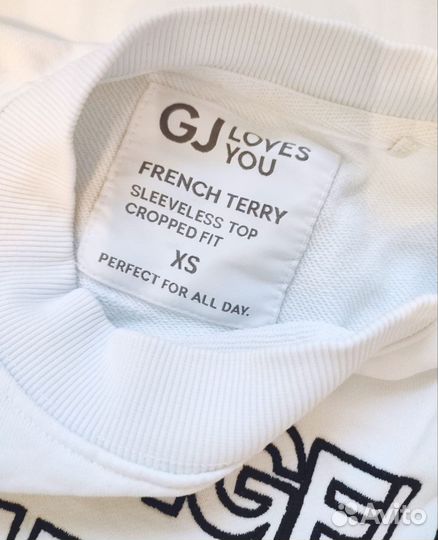 GJ LOVES
YOU
FRENCH TERRY
SLEEVELESS TOP
CROPPED FIT
XS
PERFECT FOR ALL DAY.
Avito